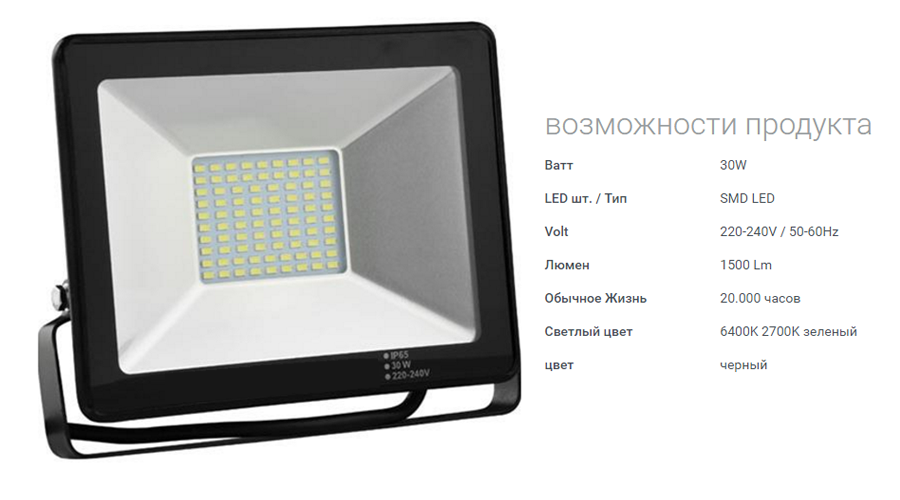 возможности продукта
Ватт 30W
LED шт. / Тип SMD LED
Volt 220-240V / 50-60Hz
Люмен 1500 Lm
Обычное Жизнь 20.000 часов
Светлый цвет 6400K 2700K зеленый
цвет черный
IP65
30 W
220-240V